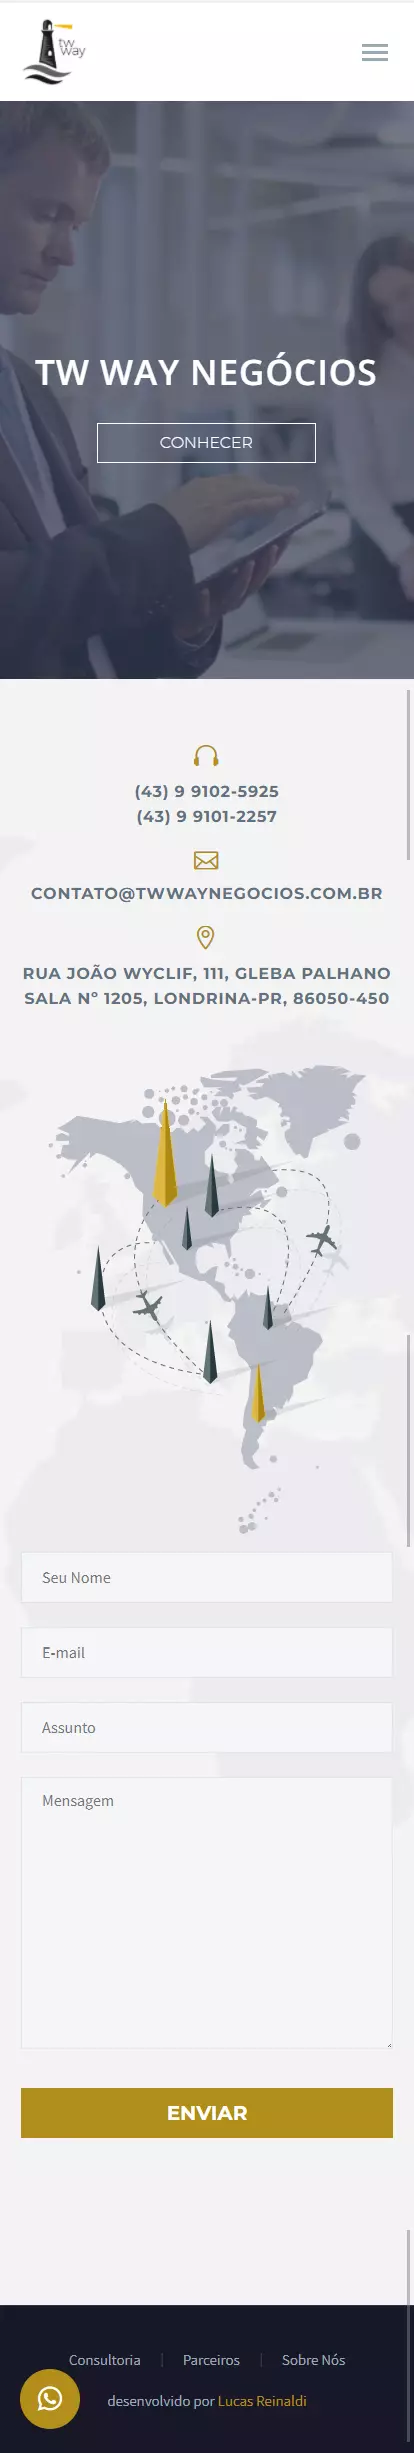 tw
way
TW WAY NEGÓCIOS
CONHECER
(43) 9 9102-5925
(43) 9 9101-2257
CONTATO@TWWAYNEGOCIOS.COM.BR
RUA JOÃO WYCLIF, 111, GLEBA PALHANO
SALA Nº 1205, LONDRINA-PR, 86050-450
Seu Nome
E-mail
Assunto
Mensagem
ENVIAR
Consultoria | Parceiros | Sobre Nós
desenvolvido por Lucas Reinaldi